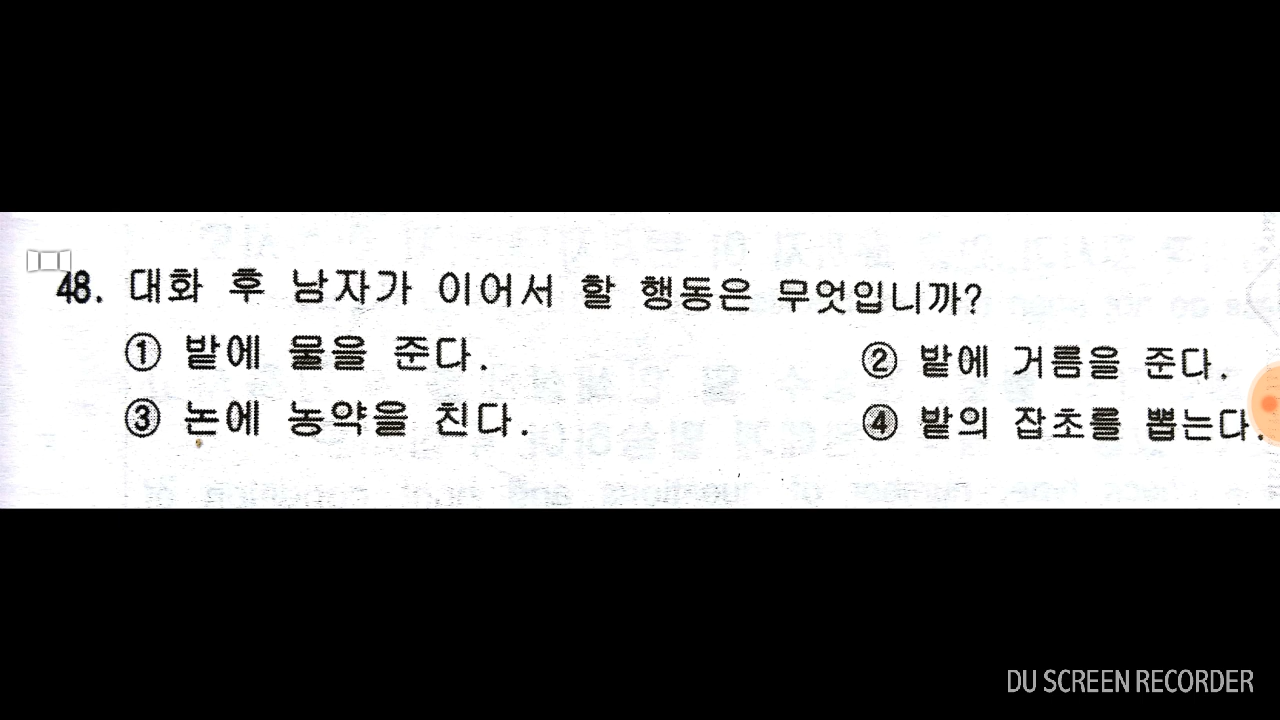 48. 대화 후 남자가 이어서 할 행동은 무엇입니까?
① 밭에 물을 준다. ② 밭에 거름을 준다.
③ 논에 농약을 친다. ④ 밭의 잡초를 뽑는다.
DU SCREEN RECORDER